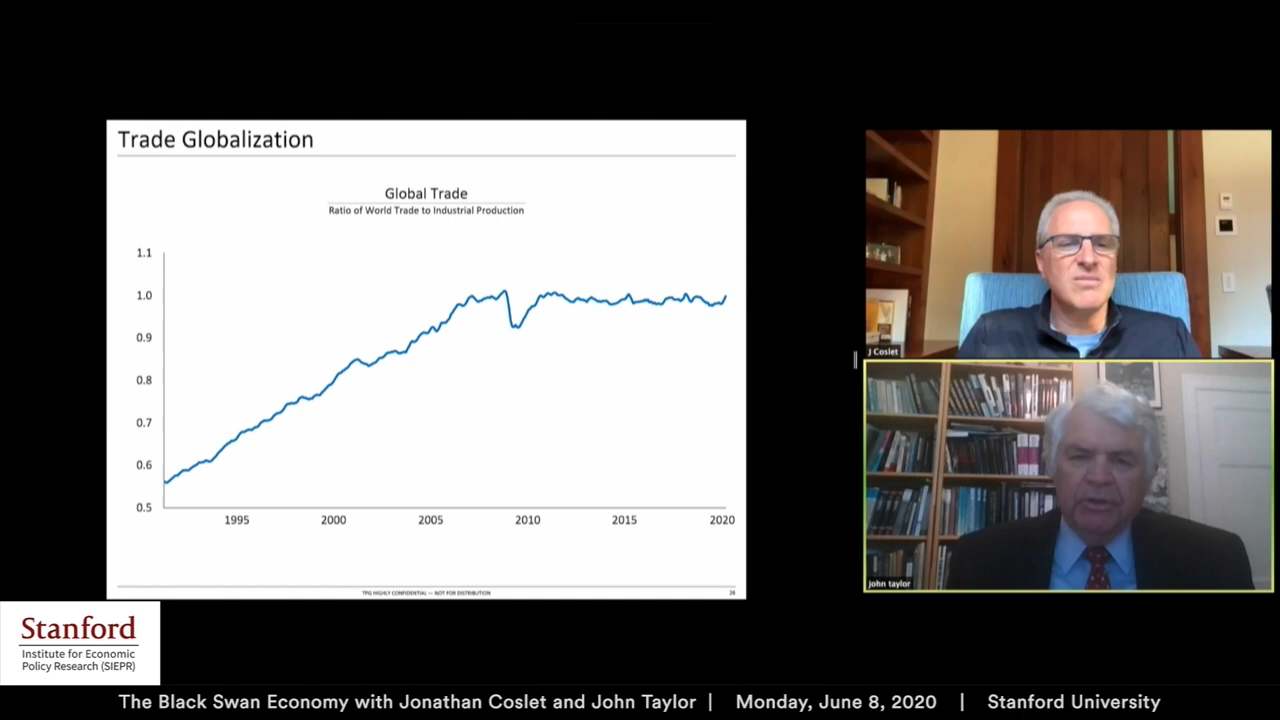 Trade Globalization
Global Trade
Ratio of World Trade to Industrial Production
1.1
1.0
0.9
0.8
0.7
0.6
0.5
1995
2000
2005
2010
2015
2020
TPG HIGHLY CONFIDENTIAL — NOT FOR DISTRIBUTION
26
J Coslet
john taylor
Stanford
Institute for Economic
Policy Research (SIEPR)
The Black Swan Economy with Jonathan Coslet and John Taylor | Monday, June 8, 2020 | Stanford University